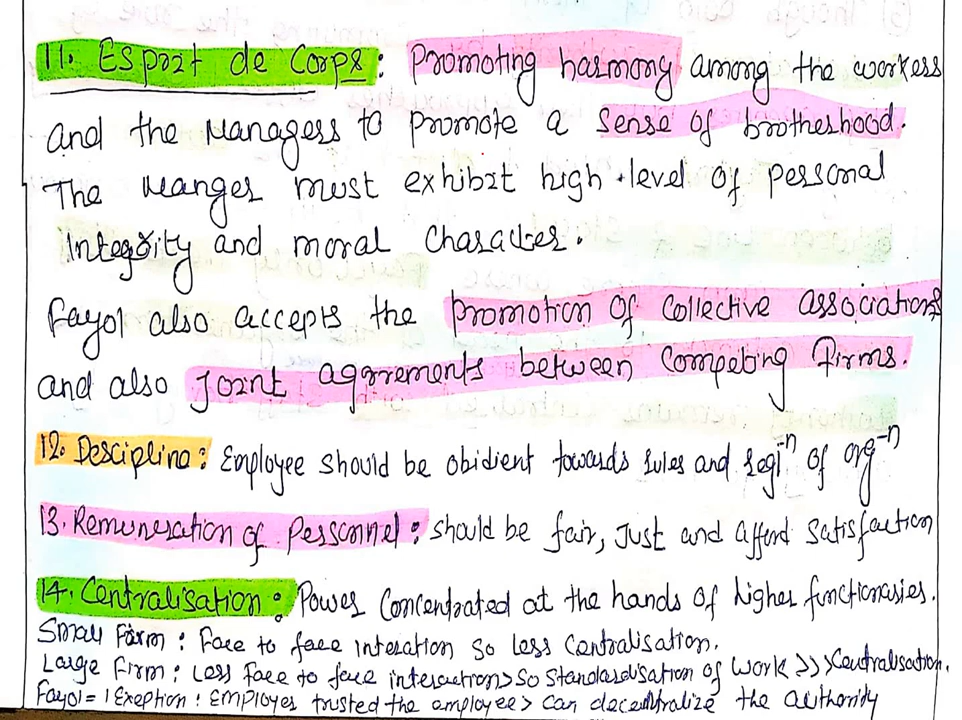 11. Esprit de Corps: Promoting harmony among the workers
and the Managers to promote a sense of brotherhood.
The Manger must exhibit high level of personal
Integrity and moral character.
Fayol also accepts the promotion of collective associations
and also Joint agrrements between competing firms.
12. Descipline: Employee should be obidient towards rules and regi⁻ⁿ of org⁻ⁿ
13. Remuneration of Personnel: should be fair, Just and afford satisfaction
14. Centralisation: Power Concentrated at the hands of higher functionaries.
Small Firm: Face to face interation so less Centralisation.
Large Firm: Less face to face interaction> So Standardisation of work >>> Centralisation.
Fayol = 1 Exeption: Employer trusted the employee> Can decentralize the authority